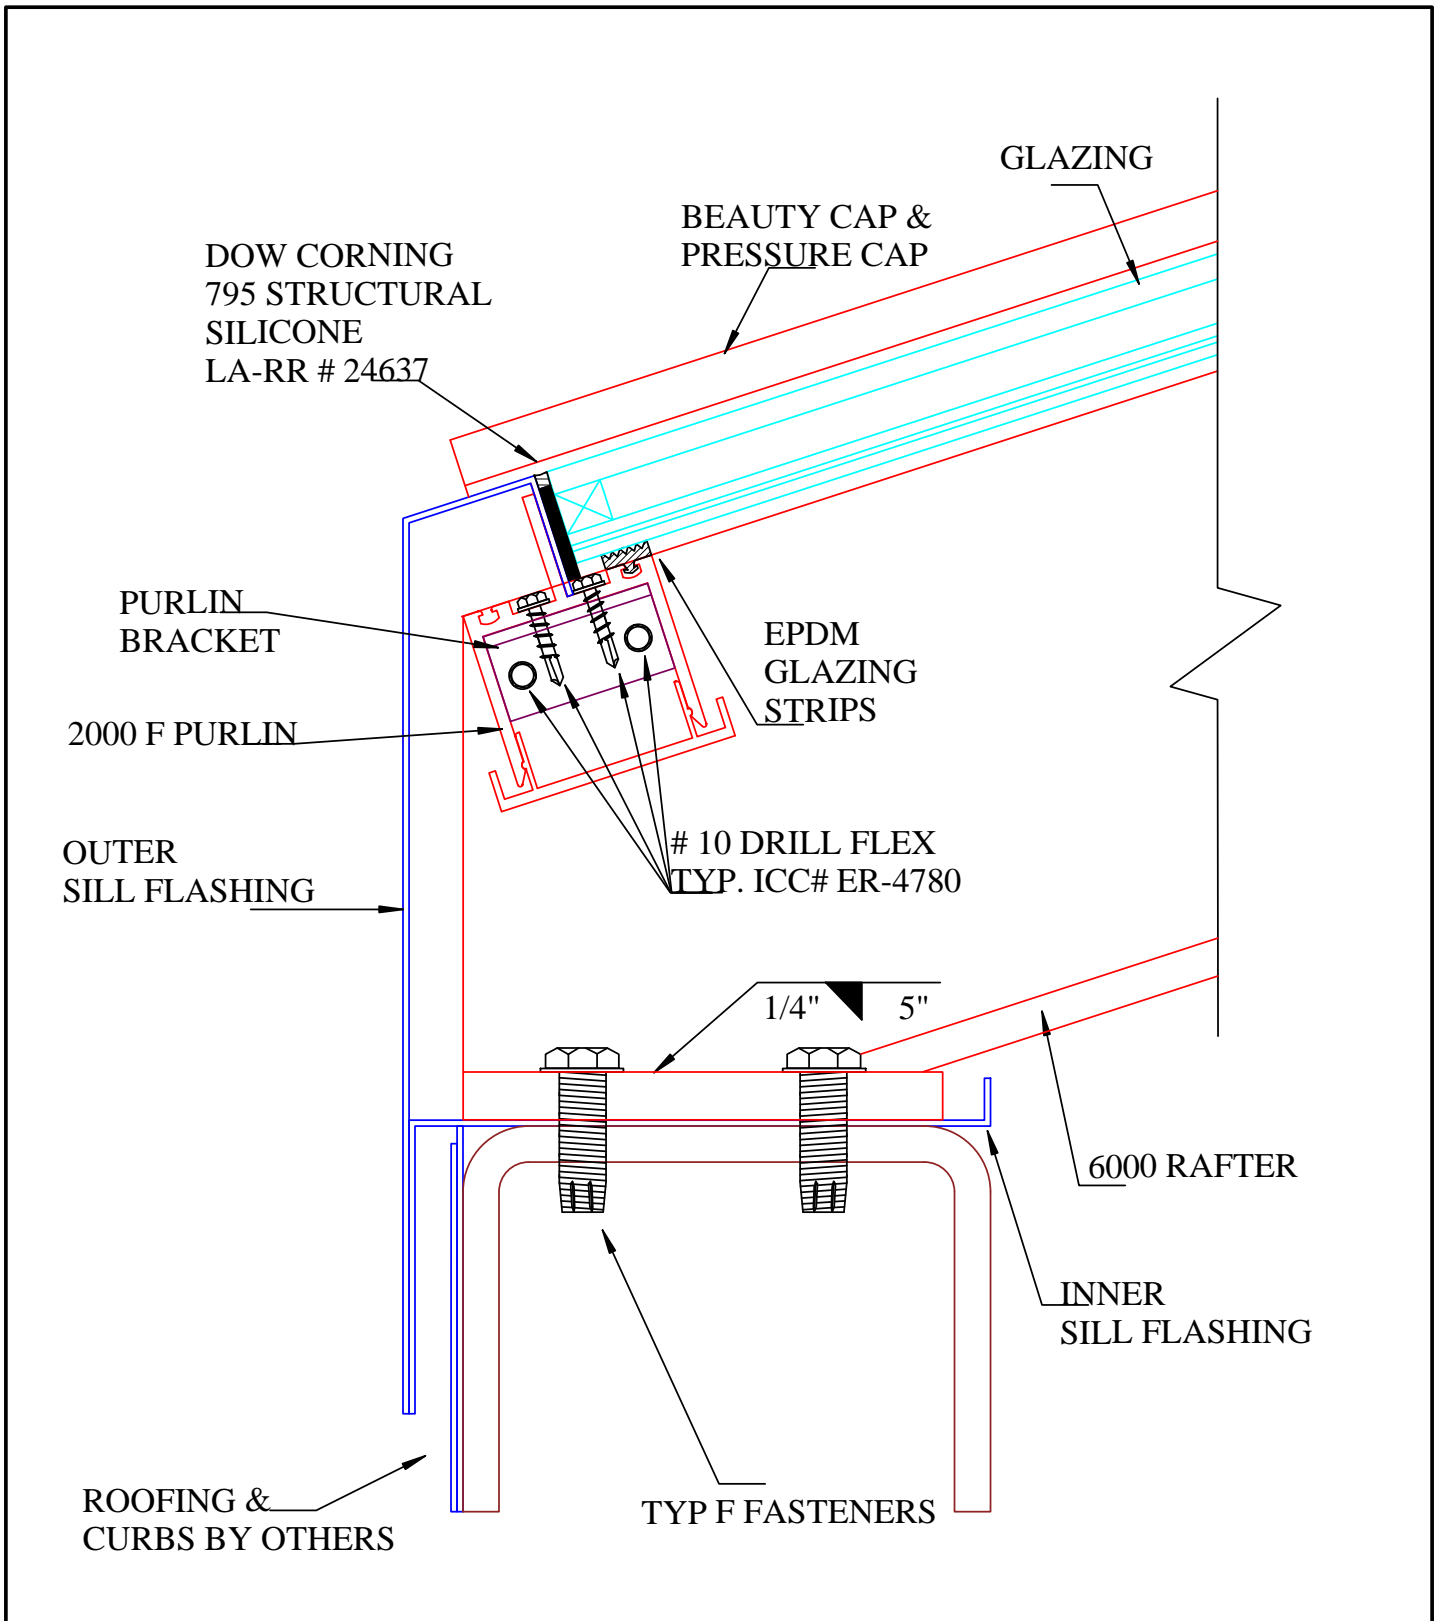 GLAZING
BEAUTY CAP &
PRESSURE CAP
DOW CORNING
795 STRUCTURAL
SILICONE
LA-RR # 24637
PURLIN
BRACKET
EPDM
GLAZING
STRIPS
2000 F PURLIN
# 10 DRILL FLEX
TYP. ICC# ER-4780
OUTER
SILL FLASHING
1/4" 5"
6000 RAFTER
INNER
SILL FLASHING
ROOFING &
CURBS BY OTHERS
TYP F FASTENERS